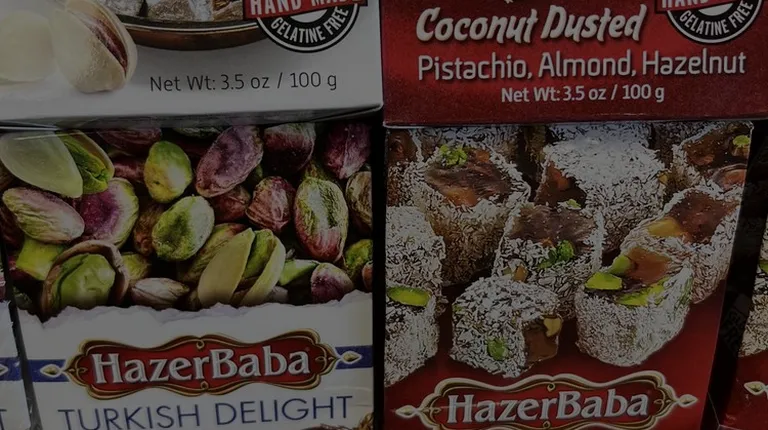 HAND MADE
GELATINE FREE
Net Wt: 3.5 oz / 100 g
HazerBaba
TURKISH DELIGHT
GELATINE FREE
Coconut Dusted
Pistachio, Almond, Hazelnut
Net Wt: 3.5 oz / 100 g
HazerBaba